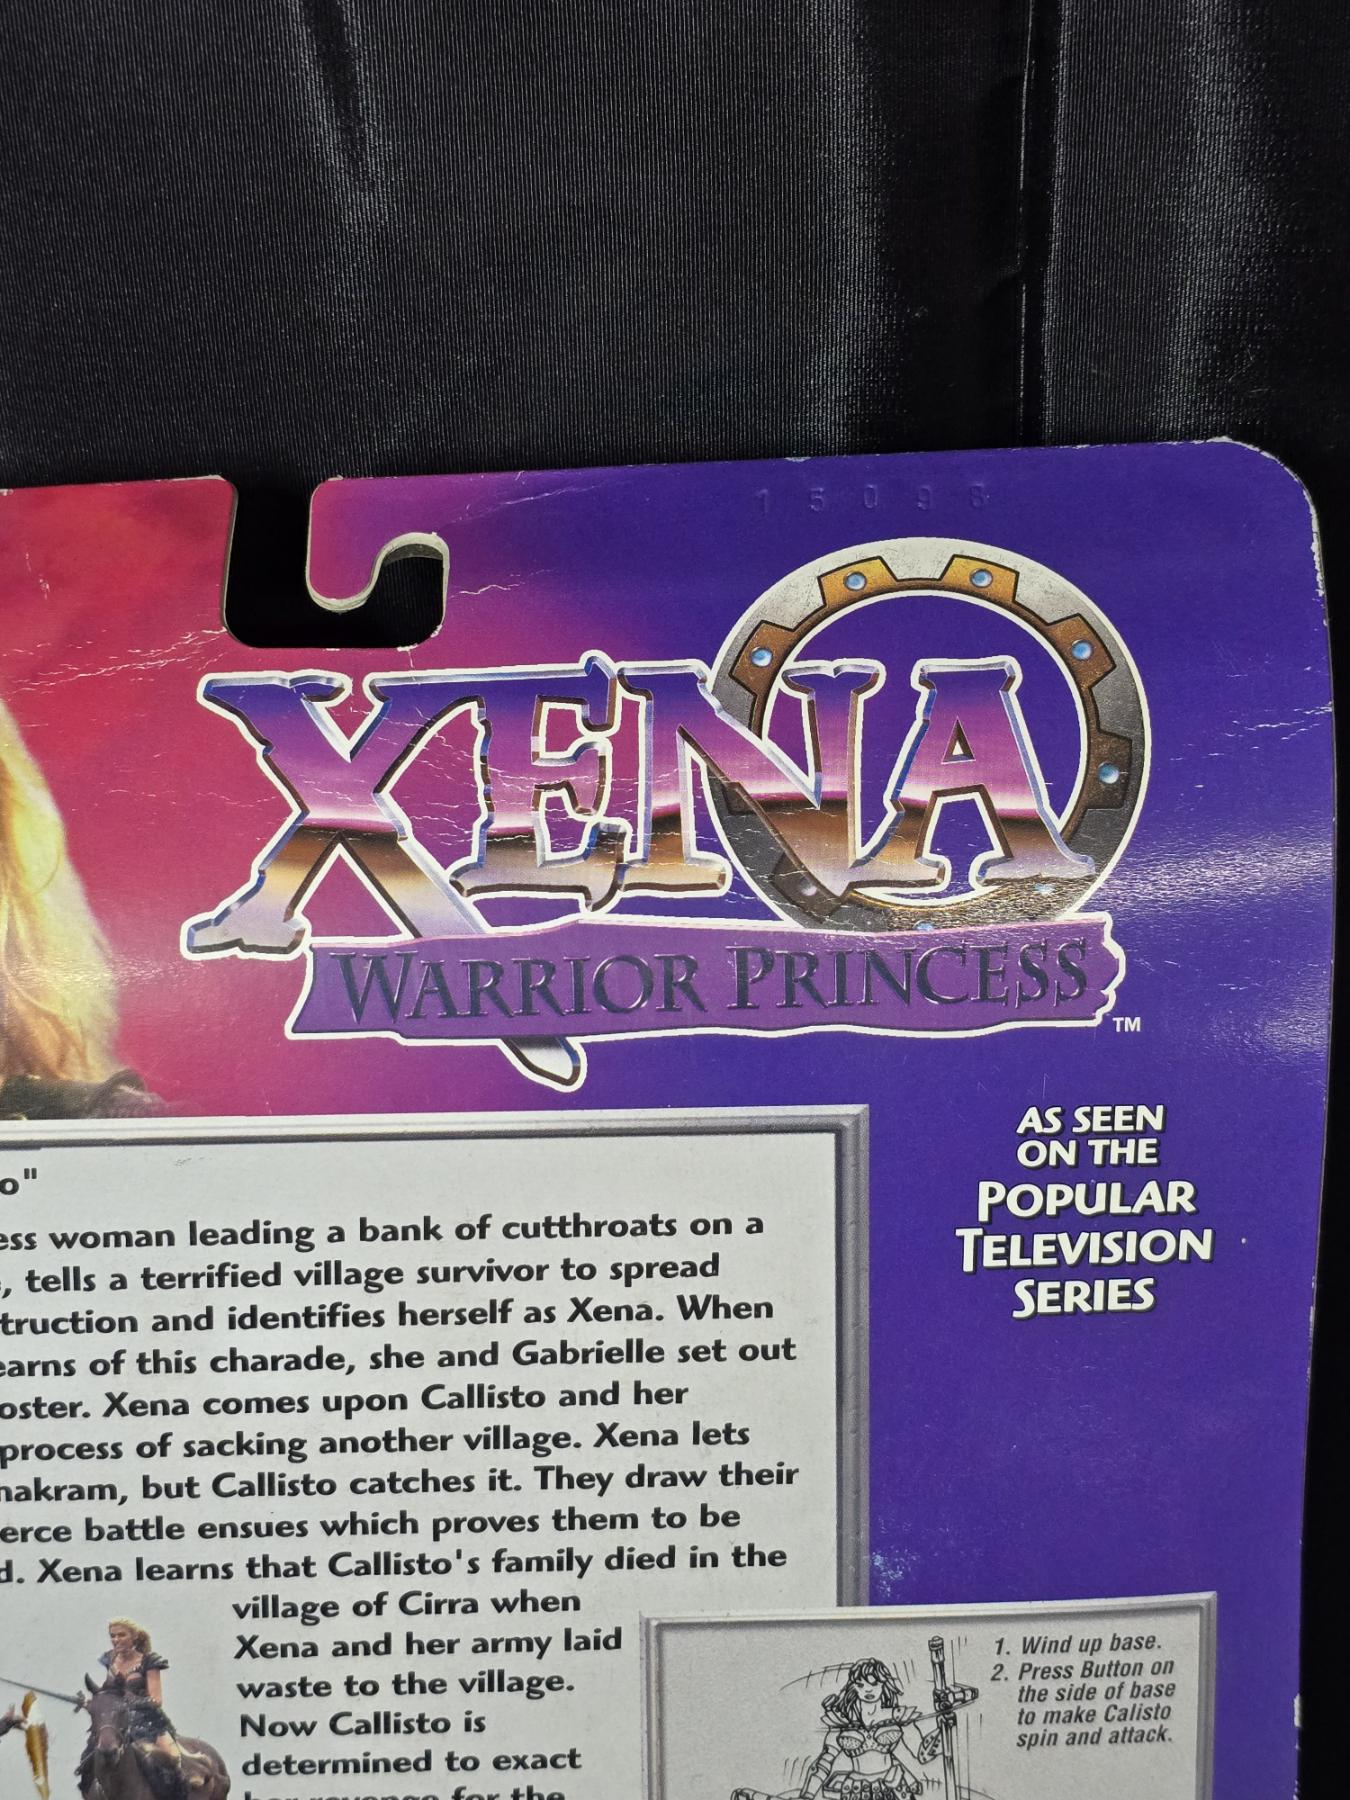 15098
XENA
WARRIOR PRINCESS
TM
AS SEEN
ON THE
POPULAR
TELEVISION
SERIES
o"
ess woman leading a bank of cutthroats on a
, tells a terrified village survivor to spread
truction and identifies herself as Xena. When
earns of this charade, she and Gabrielle set out
oster. Xena comes upon Callisto and her
process of sacking another village. Xena lets
hakram, but Callisto catches it. They draw their
erce battle ensues which proves them to be
d. Xena learns that Callisto's family died in the
village of Cirra when
Xena and her army laid
waste to the village.
Now Callisto is
determined to exact
her revenge for the
1. Wind up base.
2. Press Button on
the side of base
to make Calisto
spin and attack.